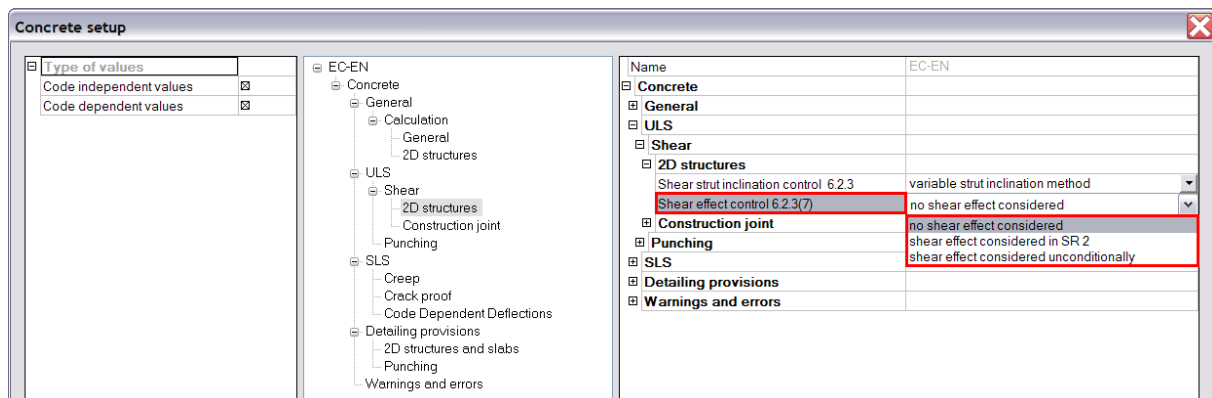 Concrete setup
Type of values
Code independent values
Code dependent values
EC-EN
Concrete
General
Calculation
General
2D structures
ULS
Shear
2D structures
Construction joint
Punching
SLS
Creep
Crack proof
Code Dependent Deflections
Detailing provisions
2D structures and slabs
Punching
Warnings and errors
Name EC-EN
Concrete
General
ULS
Shear
2D structures
Shear strut inclination control 6.2.3 variable strut inclination method
Shear effect control 6.2.3(7) no shear effect considered
Construction joint no shear effect considered
Punching shear effect considered in SR 2
SLS shear effect considered unconditionally
Detailing provisions
Warnings and errors